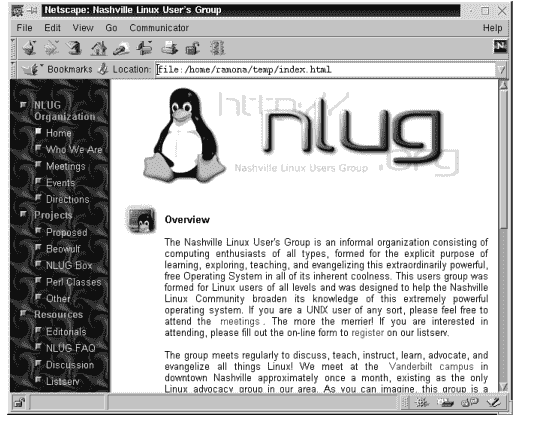 Netscape: Nashville Linux User's Group
File Edit View Go Communicator Help
Bookmarks Location: file:/home/ramona/temp/index.html
NLUG
Organization
Home
Who We Are
Meetings
Events
Directions
Projects
Proposed
Beowulf
NLUG Box
Perl Classes
Other
Resources
Editorials
NLUG FAQ
Discussion
Listserv
http://
nlug
.org
Nashville Linux Users Group
Overview
The Nashville Linux User's Group is an informal organization consisting of
computing enthusiasts of all types, formed for the explicit purpose of
learning, exploring, teaching, and evangelizing this extraordinarily powerful,
free Operating System in all of its inherent coolness. This users group was
formed for Linux users of all levels and was designed to help the Nashville
Linux Community broaden its knowledge of this extremely powerful
operating system. If you are a UNIX user of any sort, please feel free to
attend the meetings . The more the merrier! If you are interested in
attending, please fill out the on-line form to register on our listserv.
The group meets regularly to discuss, teach, instruct, learn, advocate, and
evangelize all things Linux! We meet at the Vanderbilt campus in
downtown Nashville approximately once a month, existing as the only
Linux advocacy group in our area. As you can imagine, this group is a